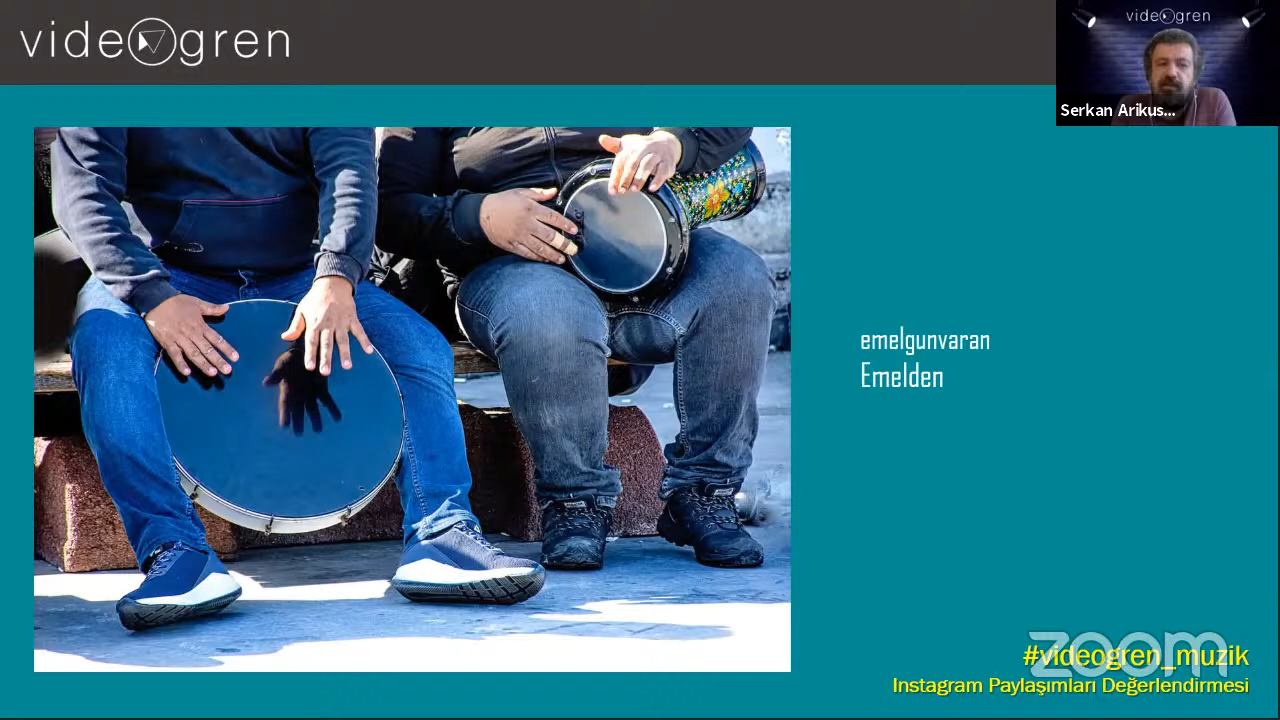 videogren
videogren
Serkan Arikus...
emelgunvaran
Emelden
zoom
#videogren_muzik
Instagram Paylaşımları Değerlendirmesi